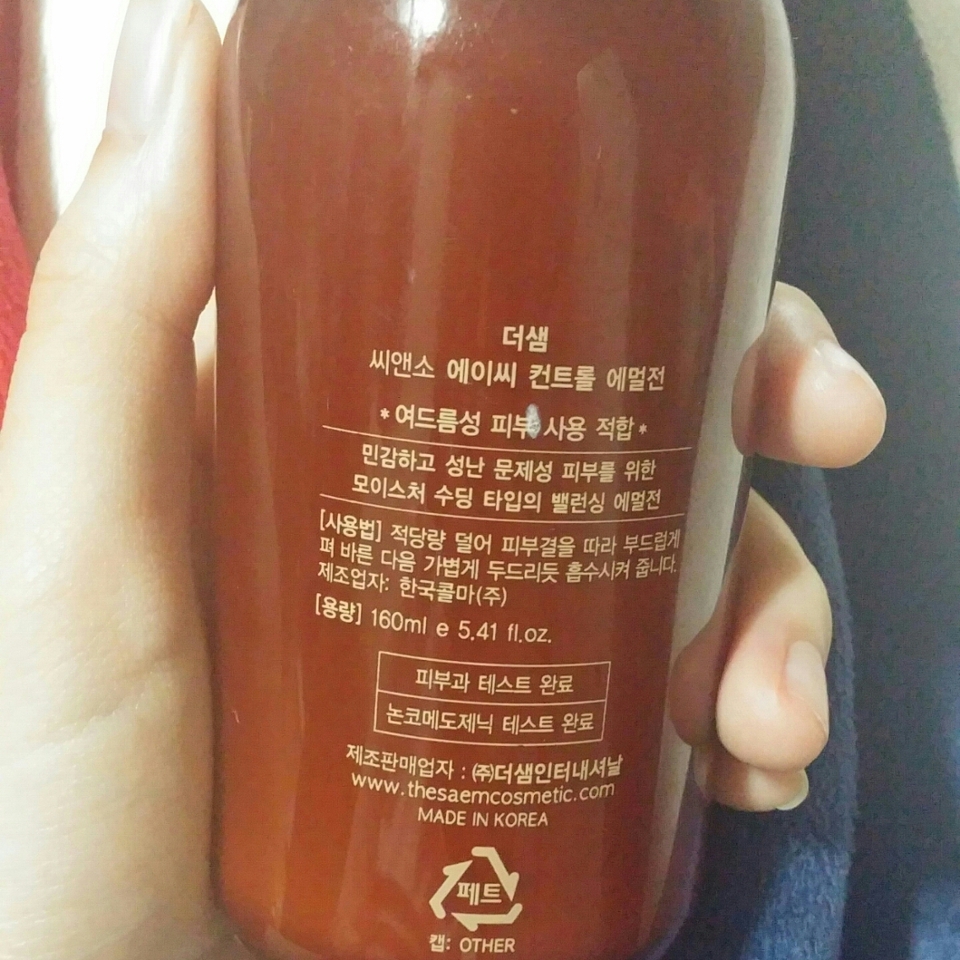 더샘
씨앤소 에이씨 컨트롤 에멀전
*여드름성 피부 사용 적합*
민감하고 성난 문제성 피부를 위한
모이스처 수딩 타입의 밸런싱 에멀전
[사용법] 적당량 덜어 피부결을 따라 부드럽게
펴 바른 다음 가볍게 두드리듯 흡수시켜 줍니다.
제조업자: 한국콜마(주)
[용량] 160ml e 5.41 fl.oz.
피부과 테스트 완료
논코메도제닉 테스트 완료
제조판매업자 : ㈜더샘인터내셔날
www.thesaemcosmetic.com
MADE IN KOREA
페트
캡: OTHER